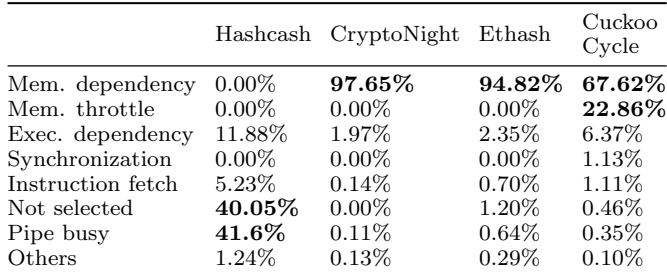 Hashcash CryptoNight Ethash Cuckoo Cycle
Mem. dependency 0.00% 97.65% 94.82% 67.62%
Mem. throttle 0.00% 0.00% 0.00% 22.86%
Exec. dependency 11.88% 1.97% 2.35% 6.37%
Synchronization 0.00% 0.00% 0.00% 1.13%
Instruction fetch 5.23% 0.14% 0.70% 1.11%
Not selected 40.05% 0.00% 1.20% 0.46%
Pipe busy 41.6% 0.11% 0.64% 0.35%
Others 1.24% 0.13% 0.29% 0.10%